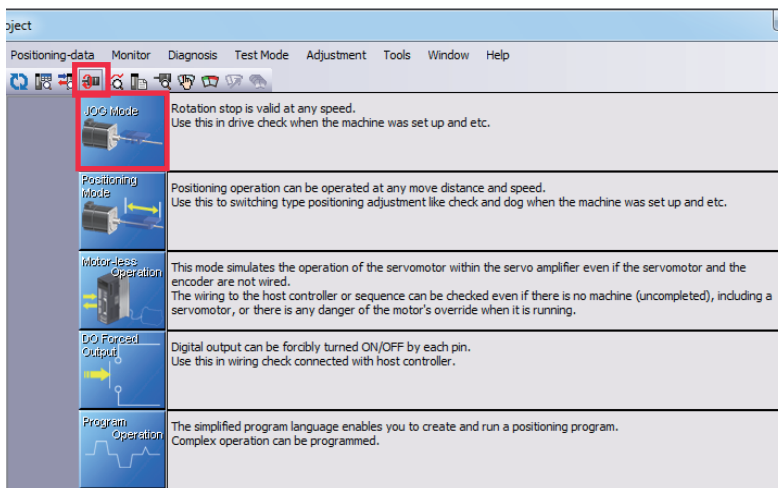 oject
Positioning-data Monitor Diagnosis Test Mode Adjustment Tools Window Help
JOG Mode
Rotation stop is valid at any speed.
Use this in drive check when the machine was set up and etc.
Positioning
Mode
Positioning operation can be operated at any move distance and speed.
Use this to switching type positioning adjustment like check and dog when the machine was set up and etc.
Motor-less
Operation
This mode simulates the operation of the servomotor within the servo amplifier even if the servomotor and the
encoder are not wired.
The wiring to the host controller or sequence can be checked even if there is no machine (uncompleted), including a
servomotor, or there is any danger of the motor's override when it is running.
DO Forced
Output
Digital output can be forcibly turned ON/OFF by each pin.
Use this in wiring check connected with host controller.
Program
Operation
The simplified program language enables you to create and run a positioning program.
Complex operation can be programmed.